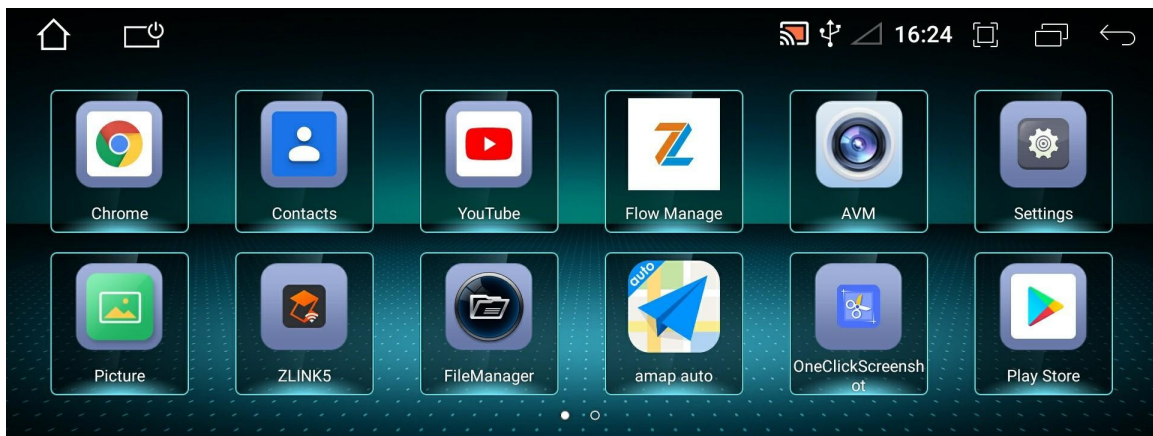 16:24
Chrome
Contacts
YouTube
Flow Manage
AVM
Settings
auto
Picture
ZLINK5
FileManager
amap auto
OneClickScreensh
ot
Play Store